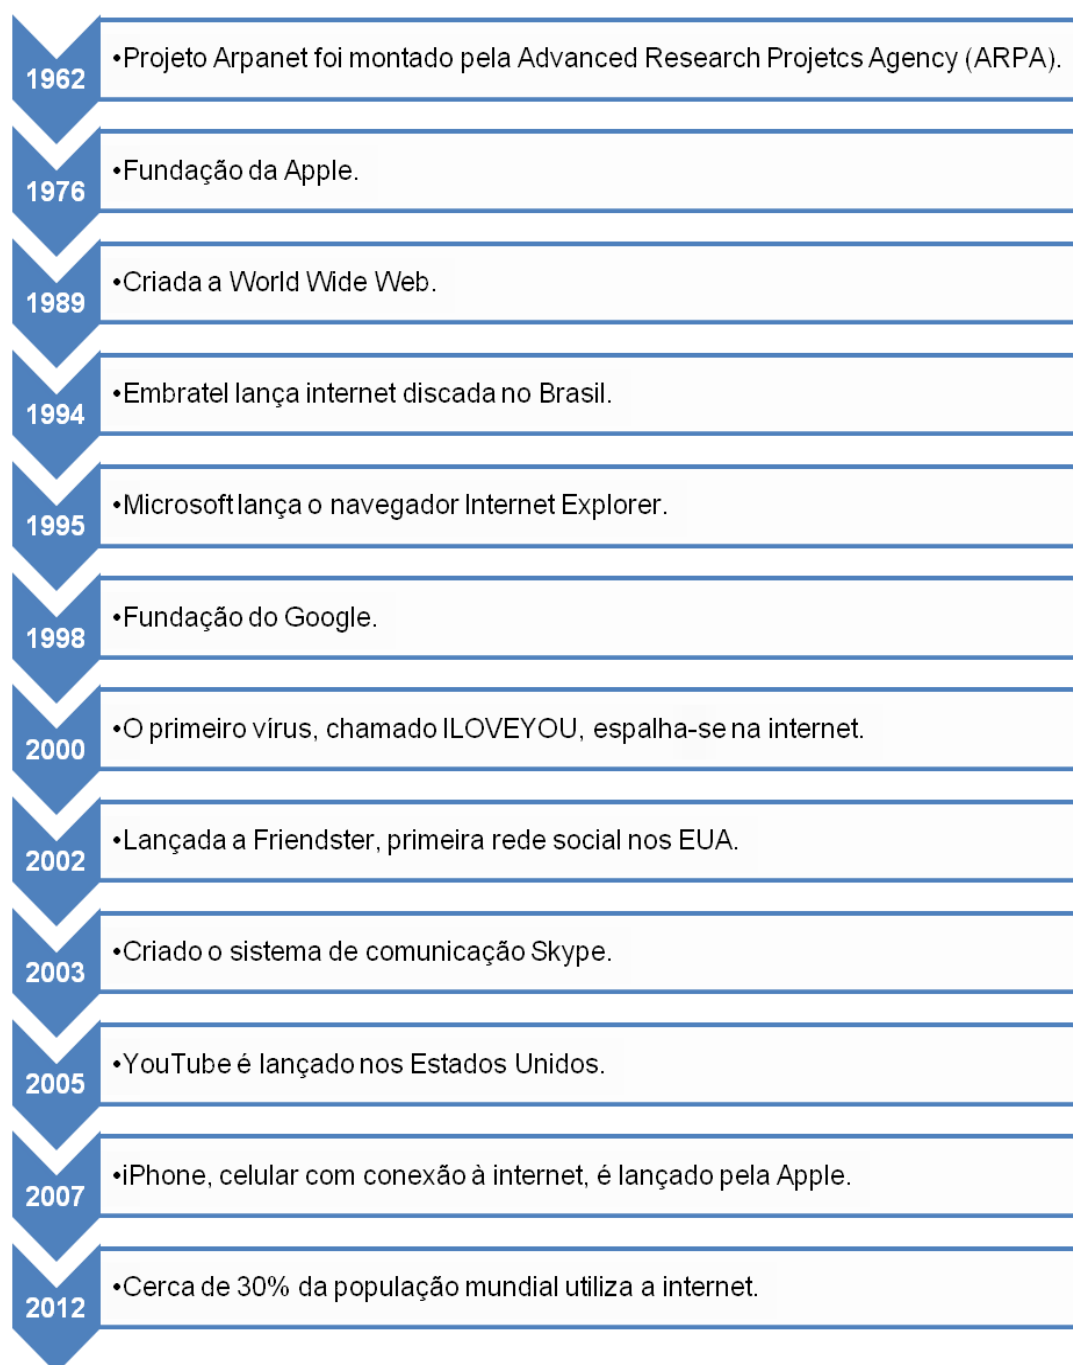 1962
•Projeto Arpanet foi montado pela Advanced Research Projetcs Agency (ARPA).
1976
•Fundação da Apple.
1989
•Criada a World Wide Web.
1994
•Embratel lança internet discada no Brasil.
1995
•Microsoft lança o navegador Internet Explorer.
1998
•Fundação do Google.
2000
•O primeiro vírus, chamado ILOVEYOU, espalha-se na internet.
2002
•Lançada a Friendster, primeira rede social nos EUA.
2003
•Criado o sistema de comunicação Skype.
2005
•YouTube é lançado nos Estados Unidos.
2007
•iPhone, celular com conexão à internet, é lançado pela Apple.
2012
•Cerca de 30% da população mundial utiliza a internet.